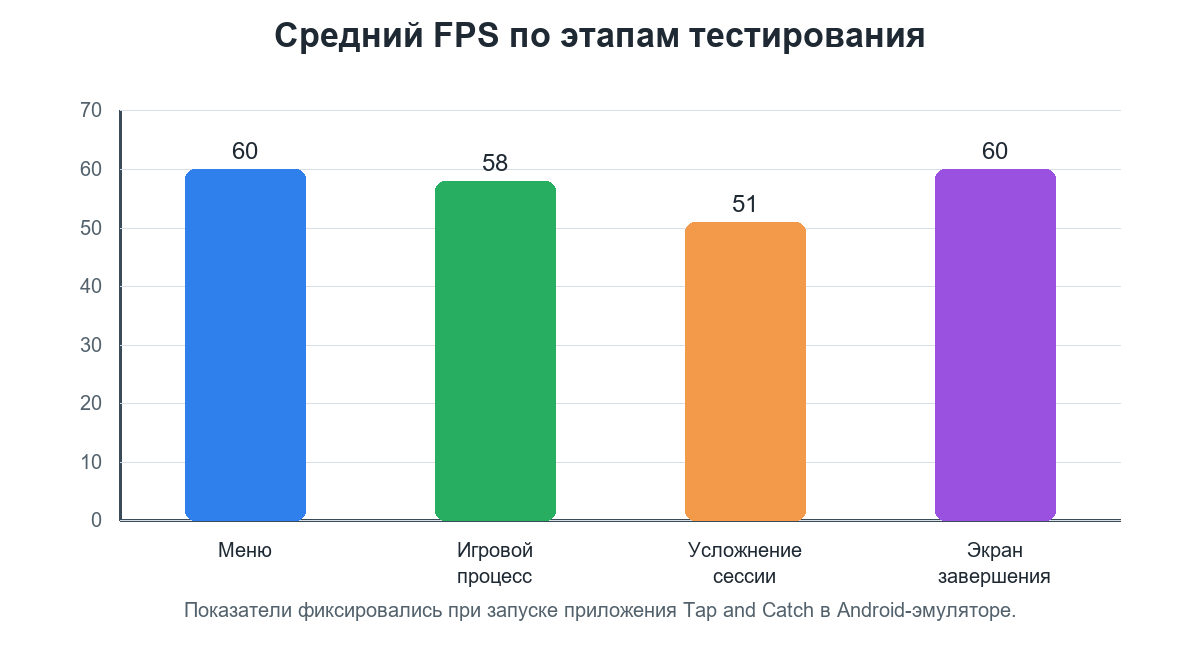 Средний FPS по этапам тестирования
70
60
50
40
30
20
10
0
60
58
51
60
Меню
Игровой
процесс
Усложнение
сессии
Экран
завершения
Показатели фиксировались при запуске приложения Tap and Catch в Android-эмуляторе.